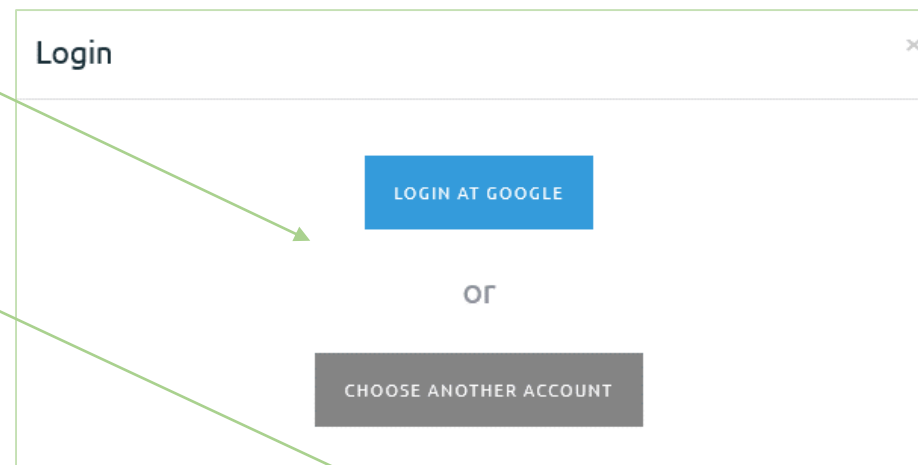 Login
LOGIN AT GOOGLE
or
CHOOSE ANOTHER ACCOUNT